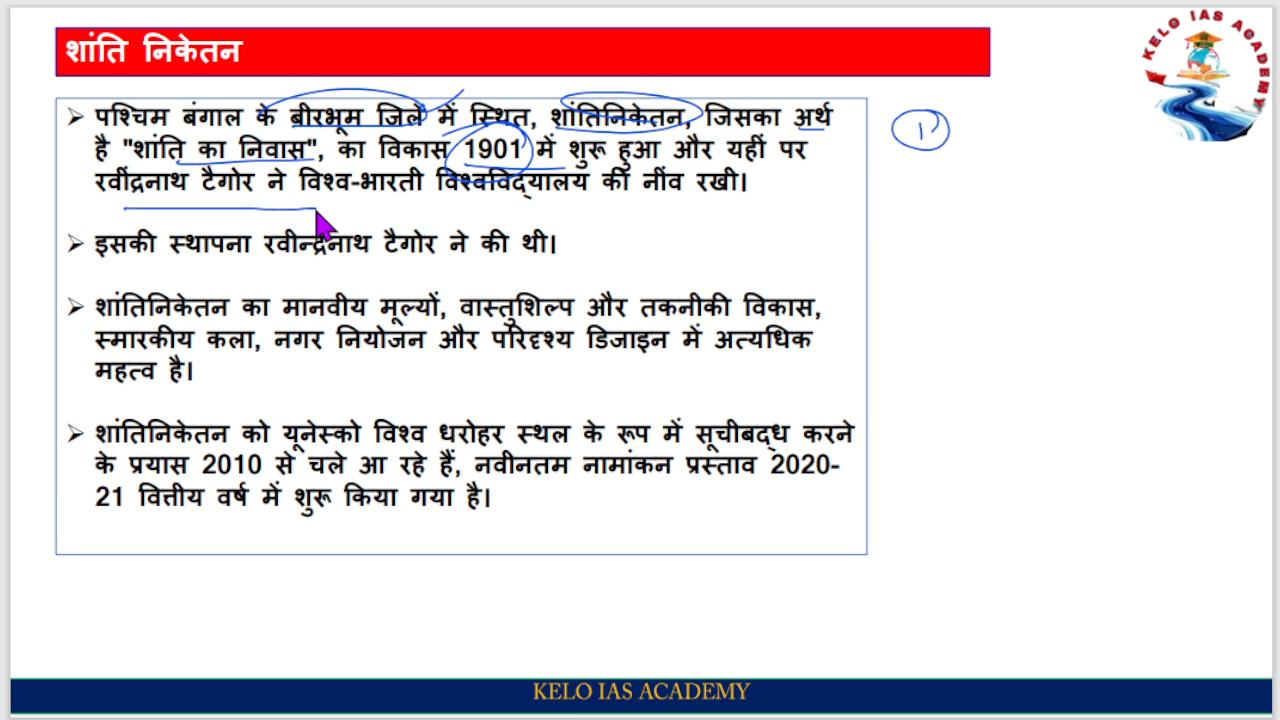 शांति निकेतन
KELO IAS ACADEMY
➢ पश्चिम बंगाल के बीरभूम जिले में स्थित, शांतिनिकेतन, जिसका अर्थ
है "शांति का निवास", का विकास 1901 में शुरू हुआ और यहीं पर
रवींद्रनाथ टैगोर ने विश्व-भारती विश्वविद्यालय की नींव रखी।
1
➢ इसकी स्थापना रवीन्द्रनाथ टैगोर ने की थी।
➢ शांतिनिकेतन का मानवीय मूल्यों, वास्तुशिल्प और तकनीकी विकास,
स्मारकीय कला, नगर नियोजन और परिदृश्य डिजाइन में अत्यधिक
महत्व है।
➢ शांतिनिकेतन को यूनेस्को विश्व धरोहर स्थल के रूप में सूचीबद्ध करने
के प्रयास 2010 से चले आ रहे हैं, नवीनतम नामांकन प्रस्ताव 2020-
21 वित्तीय वर्ष में शुरू किया गया है।
KELO IAS ACADEMY